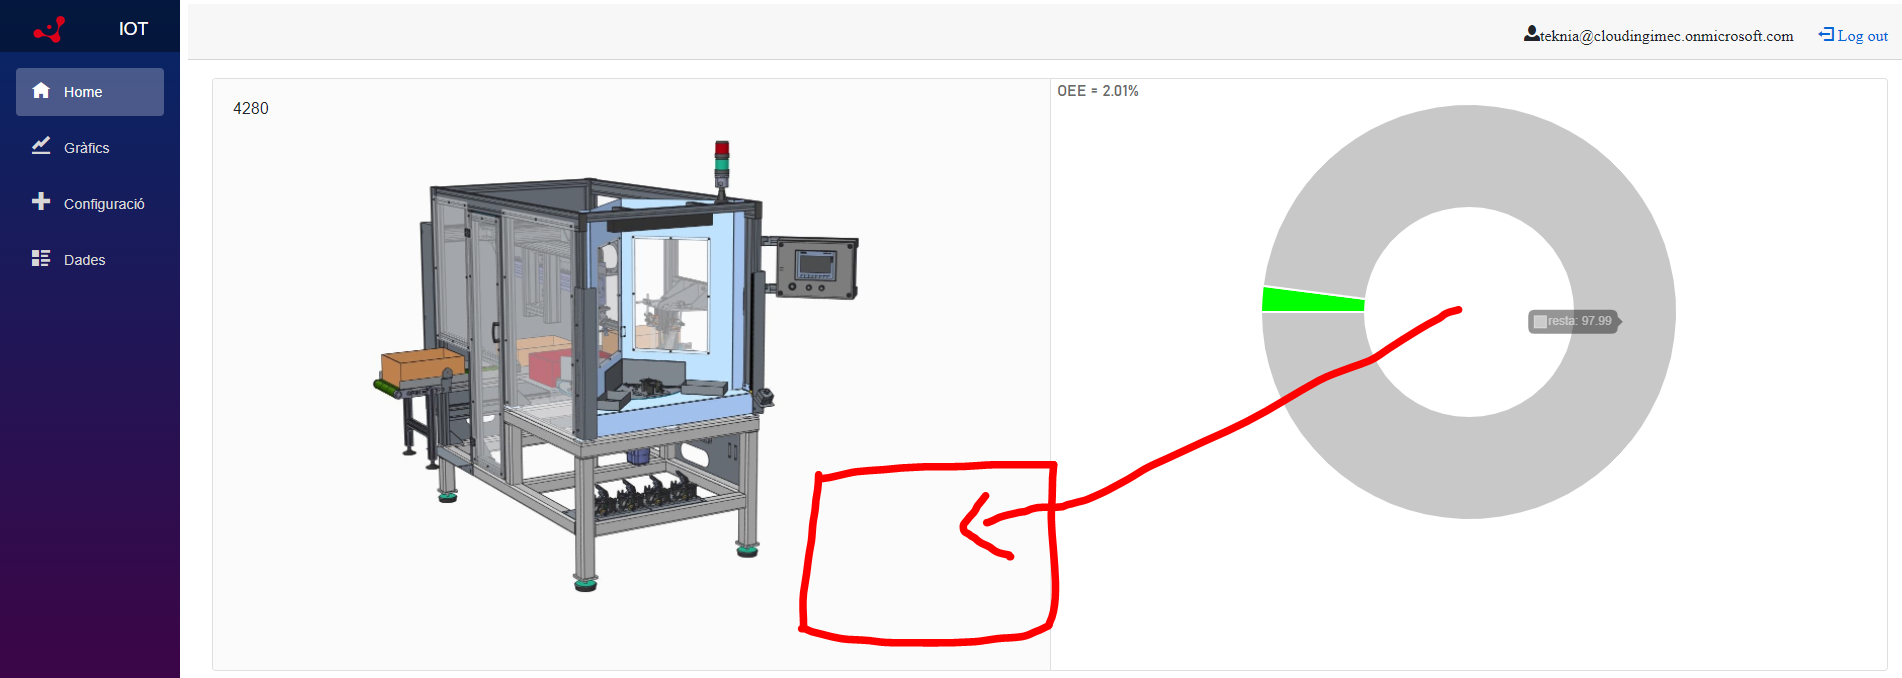 IOT
teknia@cloudingimec.onmicrosoft.com Log out
Home
Gràfics
Configuració
Dades
4280
OEE = 2.01%
resta: 97.99